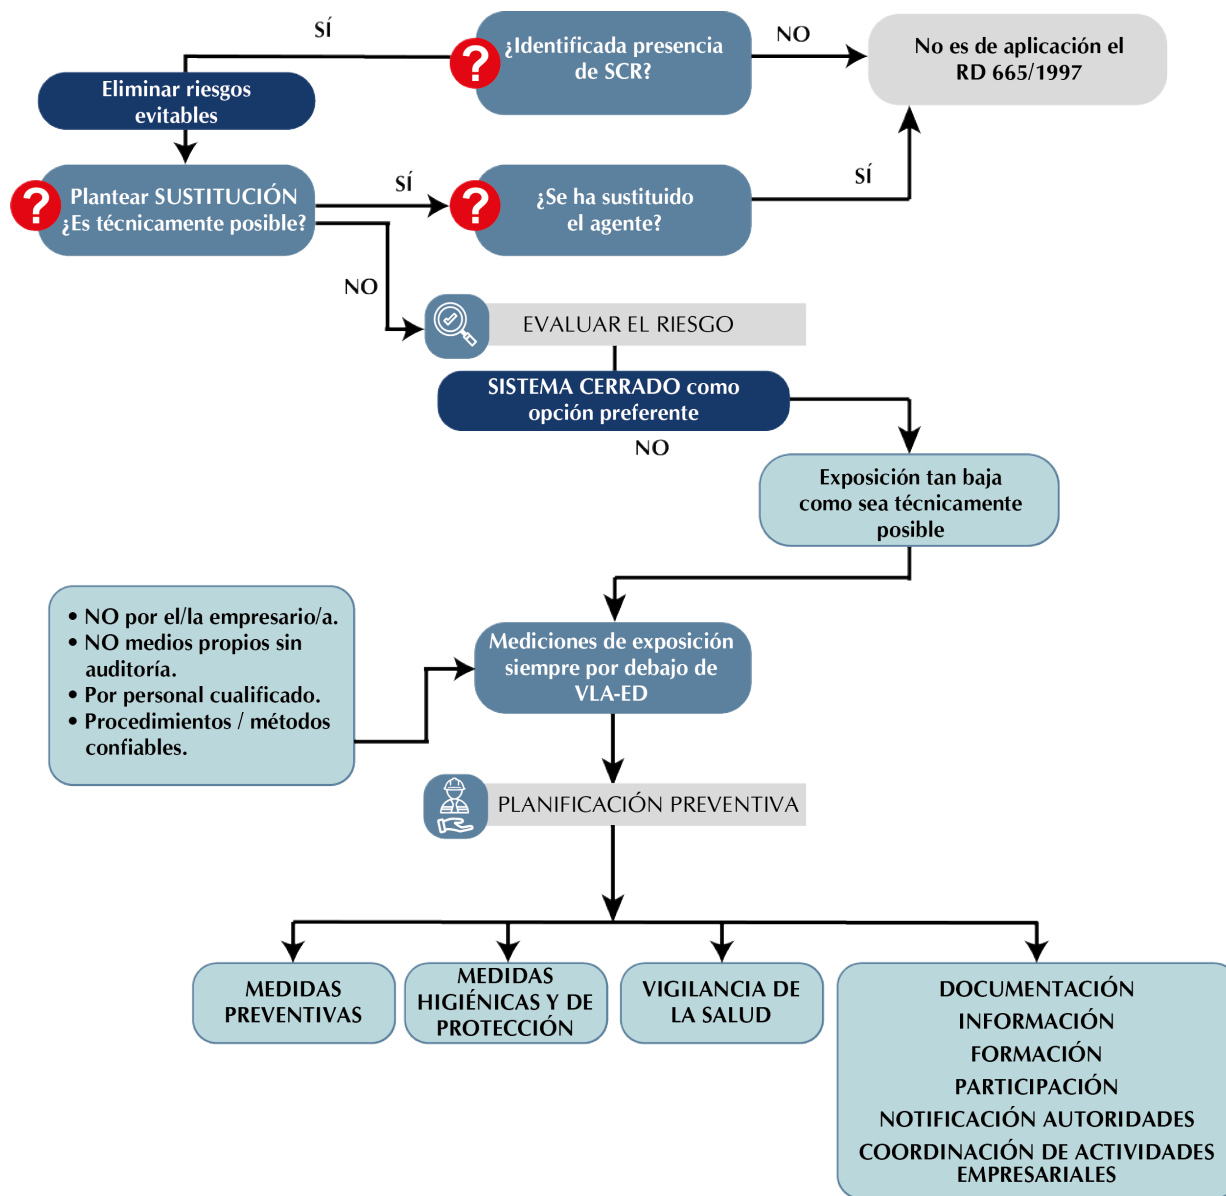 SÍ
¿Identificada presencia
de SCR?
NO
No es de aplicación el
RD 665/1997
Eliminar riesgos
evitables
?
Plantear SUSTITUCIÓN
¿Es técnicamente posible?
?
SÍ
¿Se ha sustituido
el agente?
?
SÍ
NO
EVALUAR EL RIESGO
SISTEMA CERRADO como
opción preferente
NO
Exposición tan baja
como sea técnicamente
posible
• NO por el/la empresario/a.
• NO medios propios sin
auditoría.
• Por personal cualificado.
• Procedimientos / métodos
confiables.
Mediciones de exposición
siempre por debajo de
VLA-ED
PLANIFICACIÓN PREVENTIVA
MEDIDAS
PREVENTIVAS
MEDIDAS
HIGIÉNICAS Y DE
PROTECCIÓN
VIGILANCIA DE
LA SALUD
DOCUMENTACIÓN
INFORMACIÓN
FORMACIÓN
PARTICIPACIÓN
NOTIFICACIÓN AUTORIDADES
COORDINACIÓN DE ACTIVIDADES
EMPRESARIALES